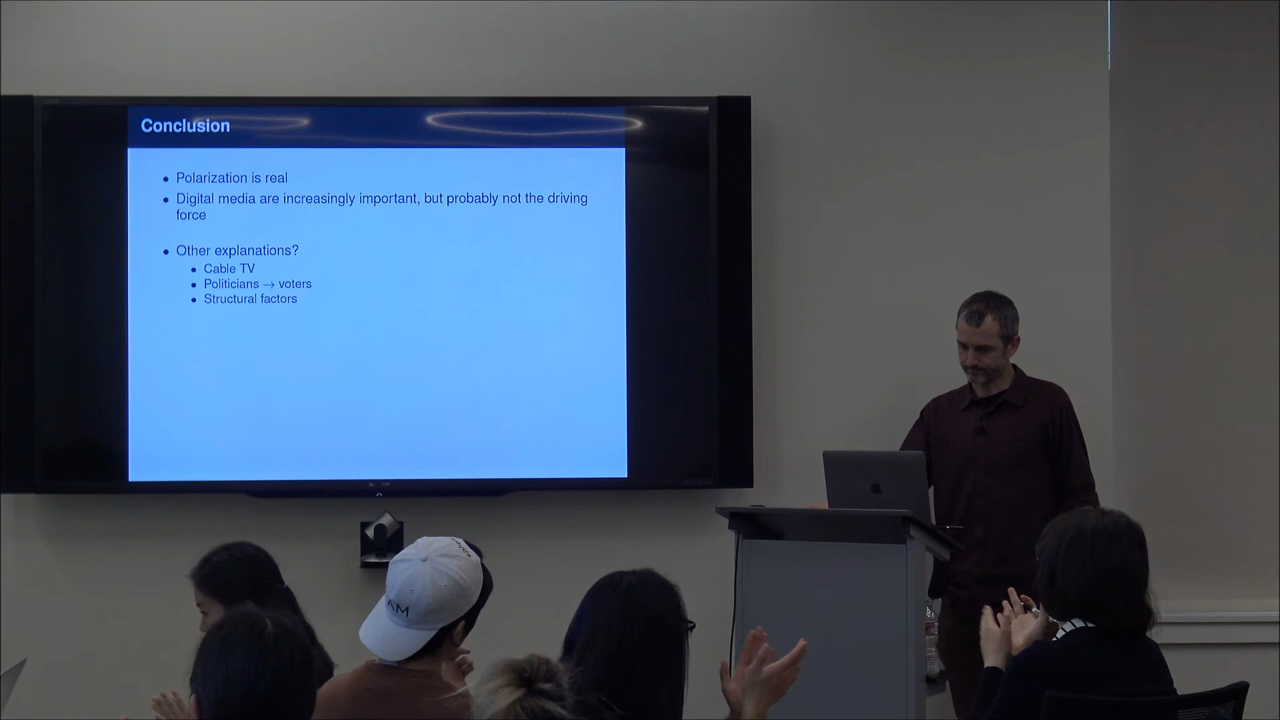 Conclusion
• Polarization is real
• Digital media are increasingly important, but probably not the driving
force
• Other explanations?
• Cable TV
• Politicians → voters
• Structural factors